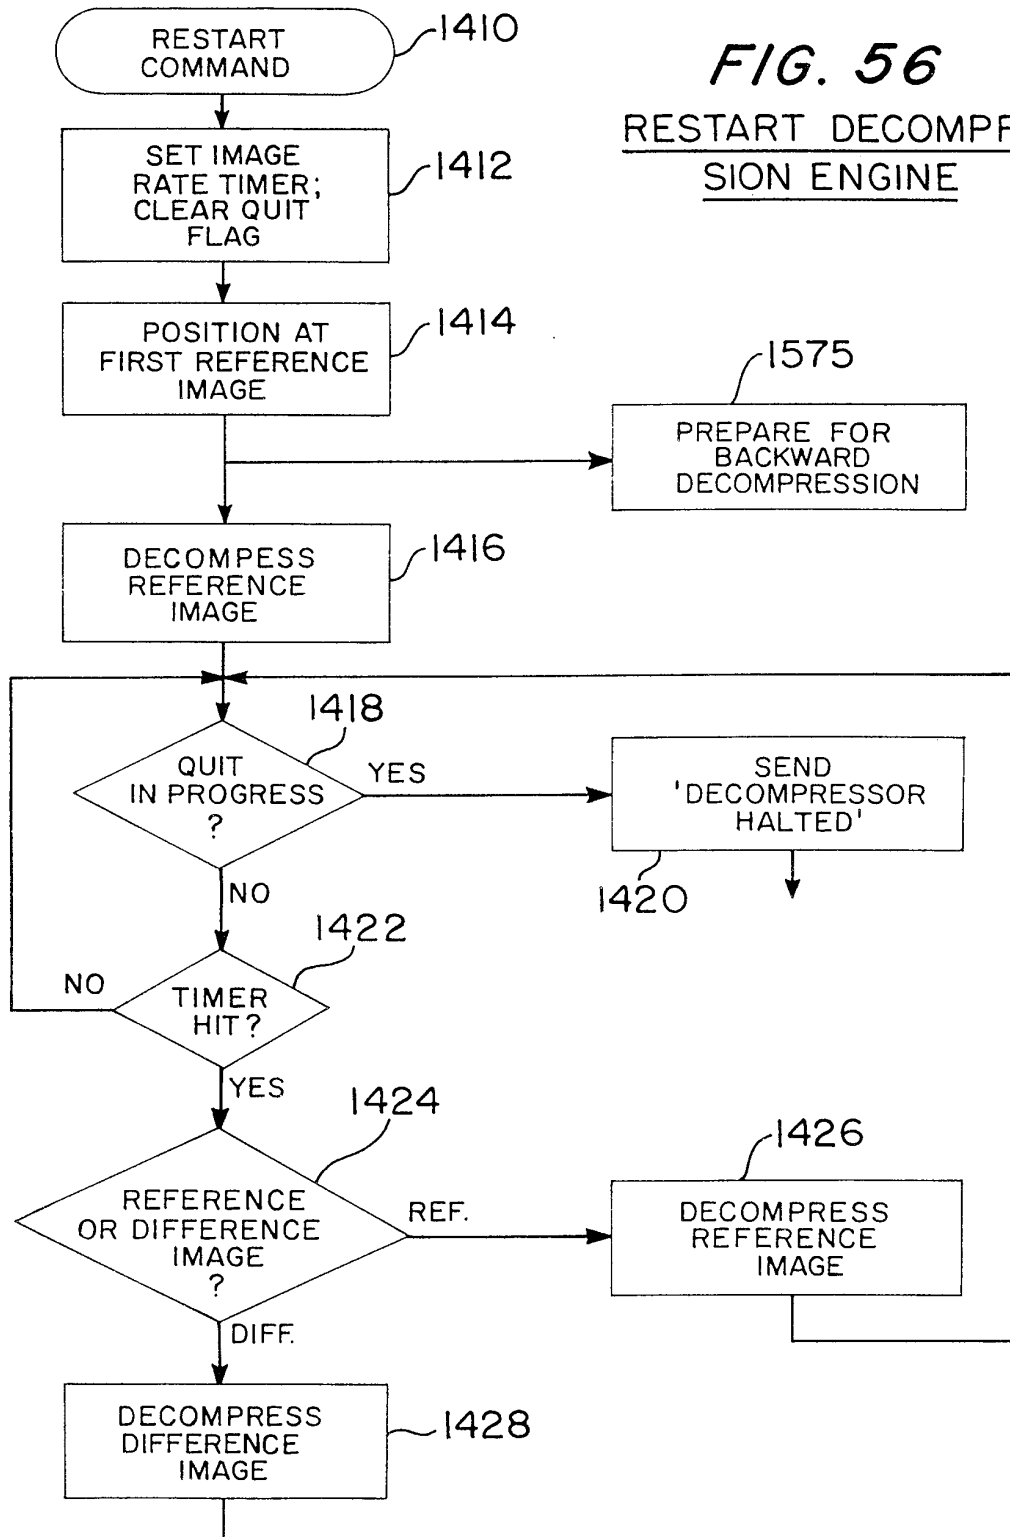 RESTART
COMMAND
1410
FIG. 56
RESTART DECOMPR
SION ENGINE
SET IMAGE
RATE TIMER;
CLEAR QUIT
FLAG
1412
POSITION AT
FIRST REFERENCE
IMAGE
1414
1575
PREPARE FOR
BACKWARD
DECOMPRESSION
DECOMPESS
REFERENCE
IMAGE
1416
1418
QUIT
IN PROGRESS
?
YES
SEND
'DECOMPRESSOR
HALTED'
1420
NO
1422
NO
TIMER
HIT?
YES
1424
REFERENCE
OR DIFFERENCE
IMAGE
?
REF.
1426
DECOMPRESS
REFERENCE
IMAGE
DIFF.
DECOMPRESS
DIFFERENCE
IMAGE
1428